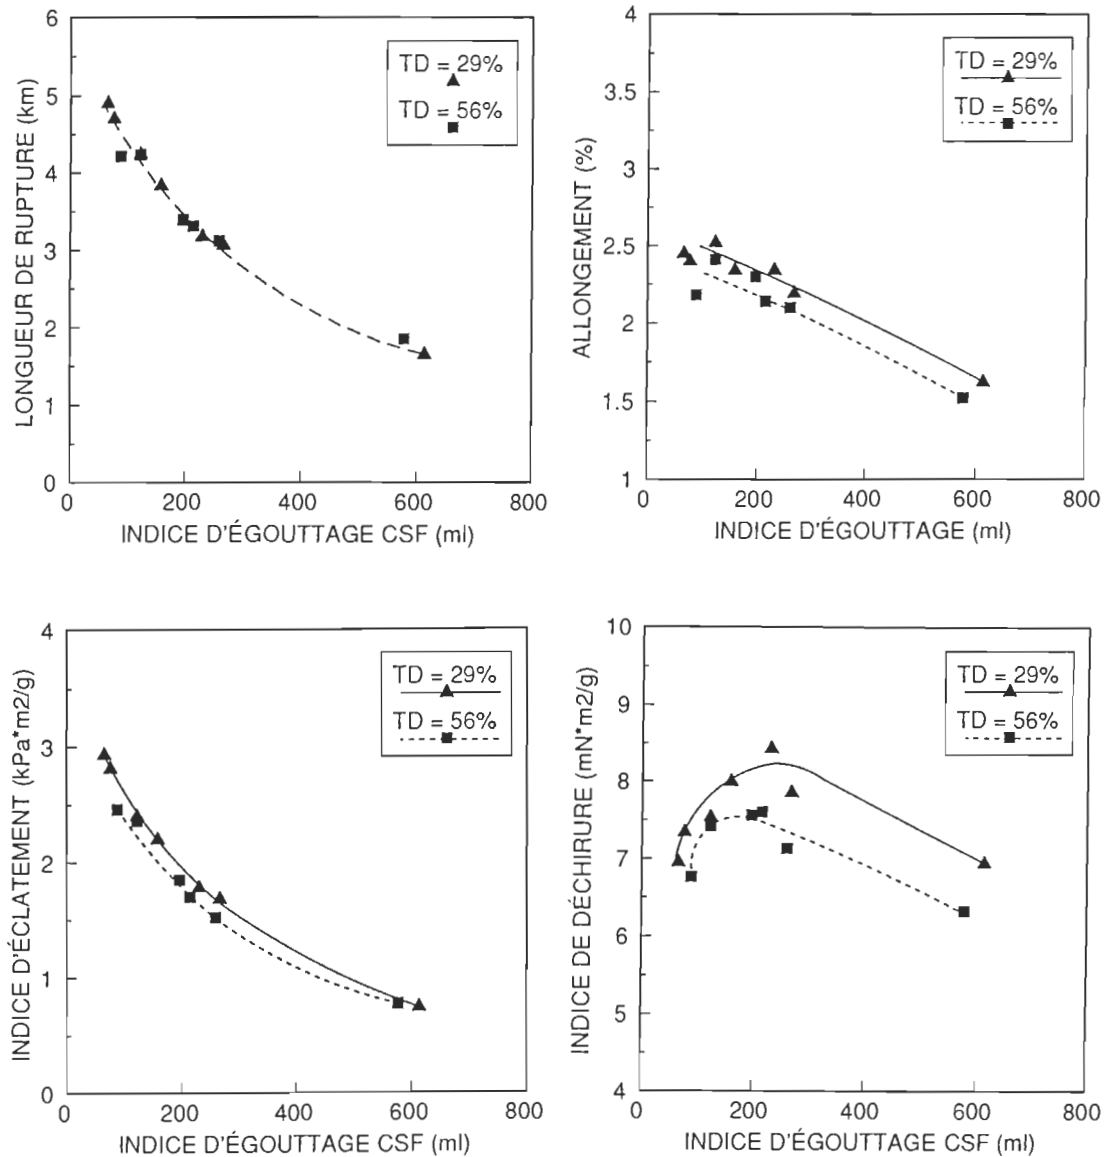 6
5
4
3
2
1
0
LONGUEUR DE RUPTURE (km)
TD = 29%
TD = 56%
0 200 400 600 800
INDICE D'ÉGOUTTAGE CSF (ml)
4
3.5
3
2.5
2
1.5
1
ALLONGEMENT (%)
TD = 29%
TD = 56%
0 200 400 600 800
INDICE D'ÉGOUTTAGE (ml)
4
3
2
1
0
INDICE D'ÉCLATEMENT (kPa*m2/g)
TD = 29%
TD = 56%
0 200 400 600 800
INDICE D'ÉGOUTTAGE CSF (ml)
10
9
8
7
6
5
4
INDICE DE DÉCHIRURE (mN*m2/g)
TD = 29%
TD = 56%
0 200 400 600 800
INDICE D'ÉGOUTTAGE CSF (ml)